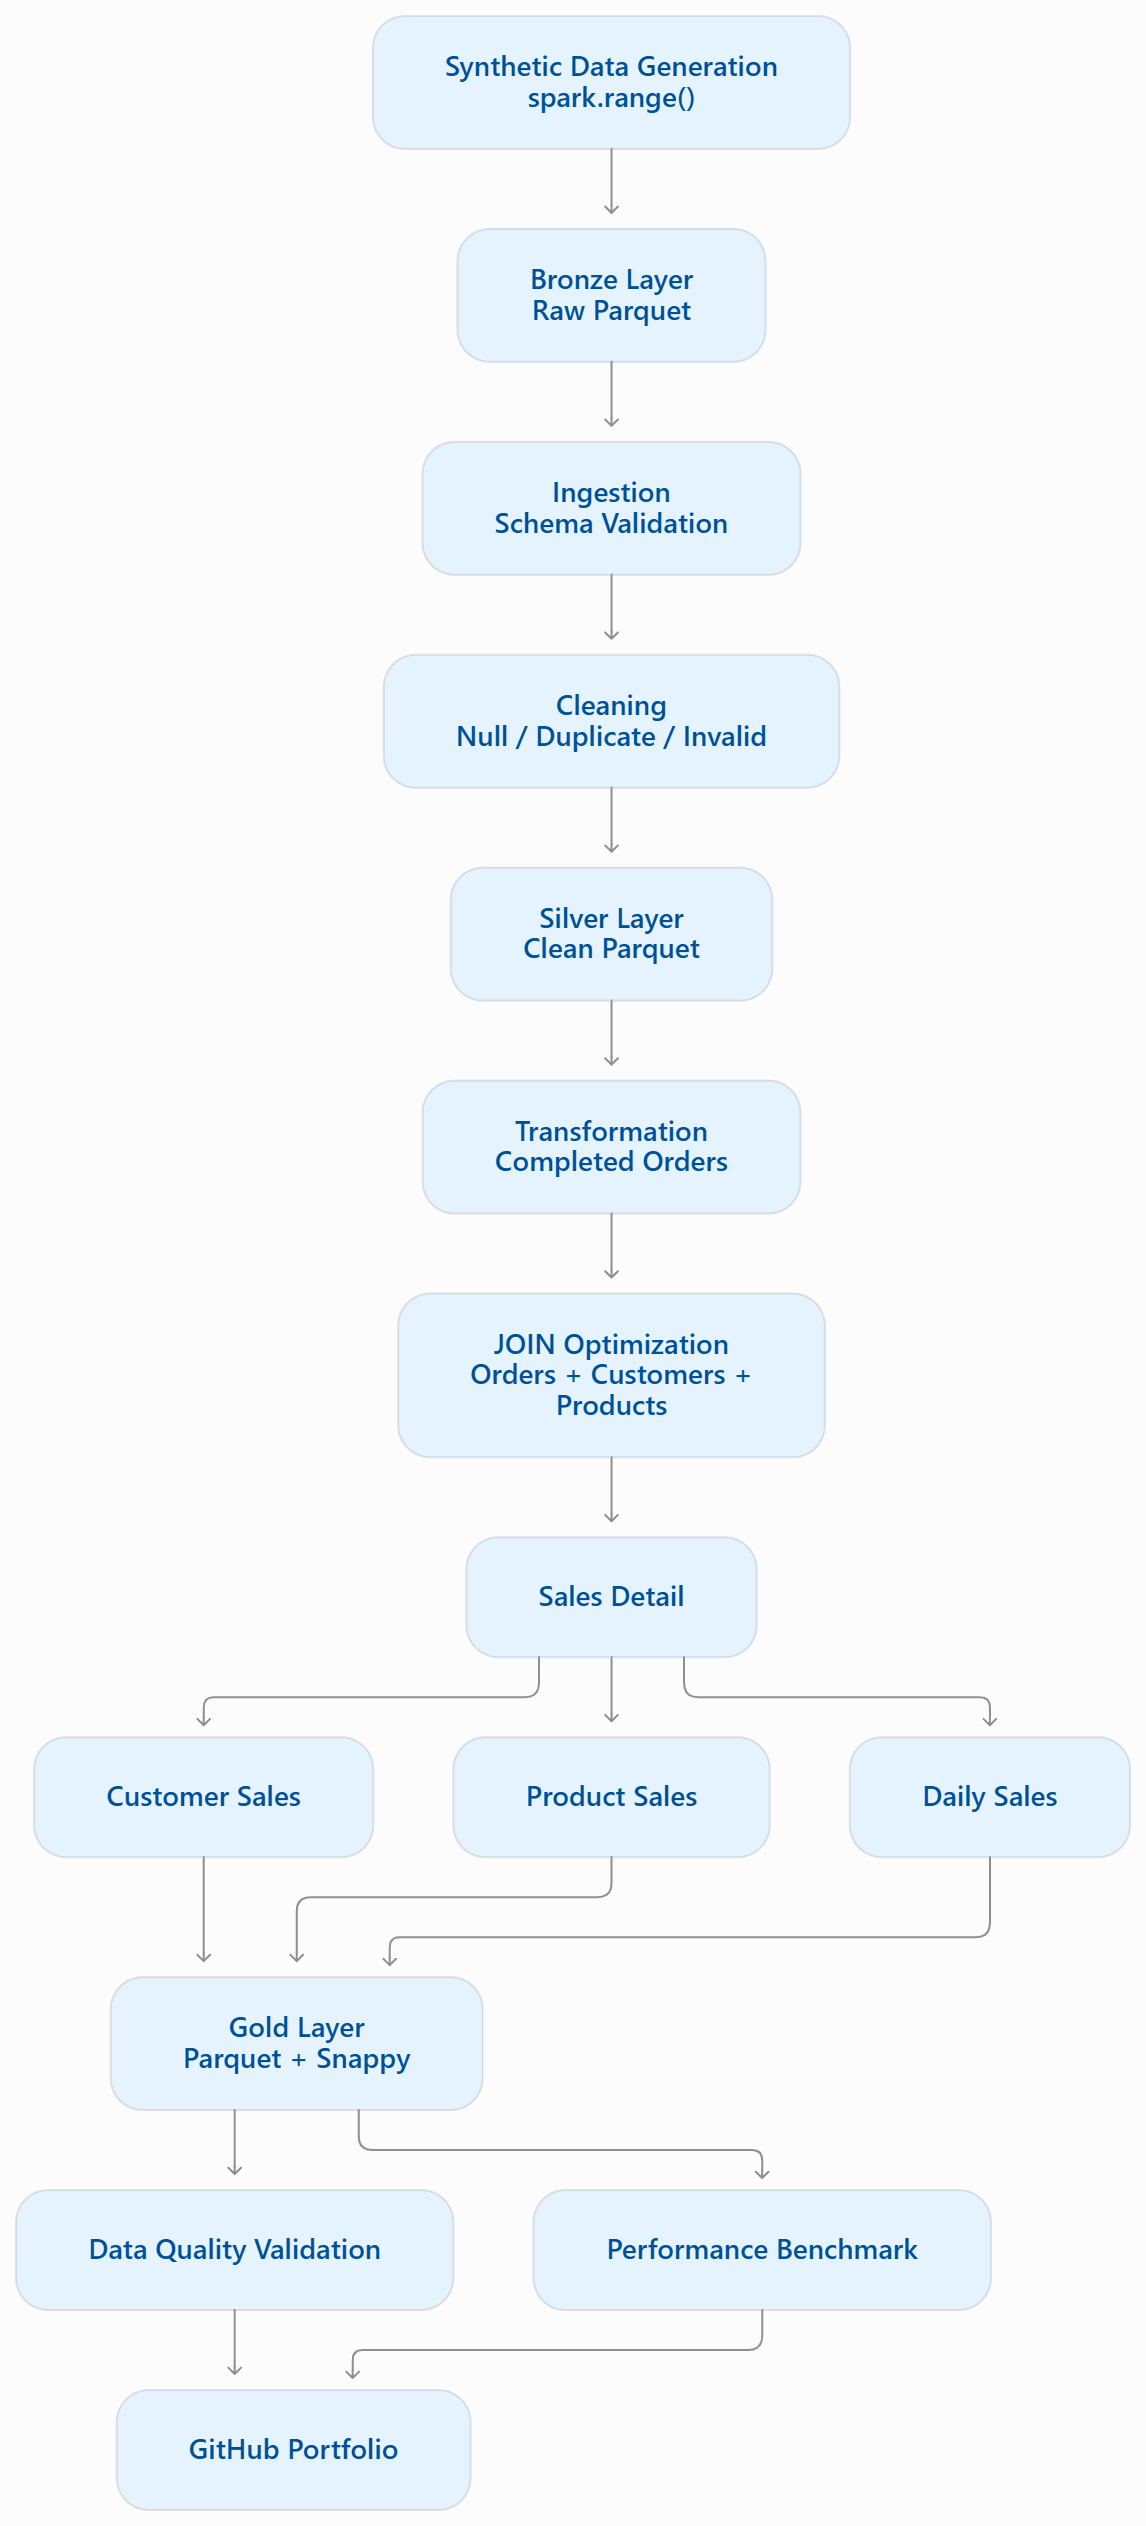 Synthetic Data Generation
spark.range()
Bronze Layer
Raw Parquet
Ingestion
Schema Validation
Cleaning
Null / Duplicate / Invalid
Silver Layer
Clean Parquet
Transformation
Completed Orders
JOIN Optimization
Orders + Customers +
Products
Sales Detail
Customer Sales
Product Sales
Daily Sales
Gold Layer
Parquet + Snappy
Data Quality Validation
Performance Benchmark
GitHub Portfolio